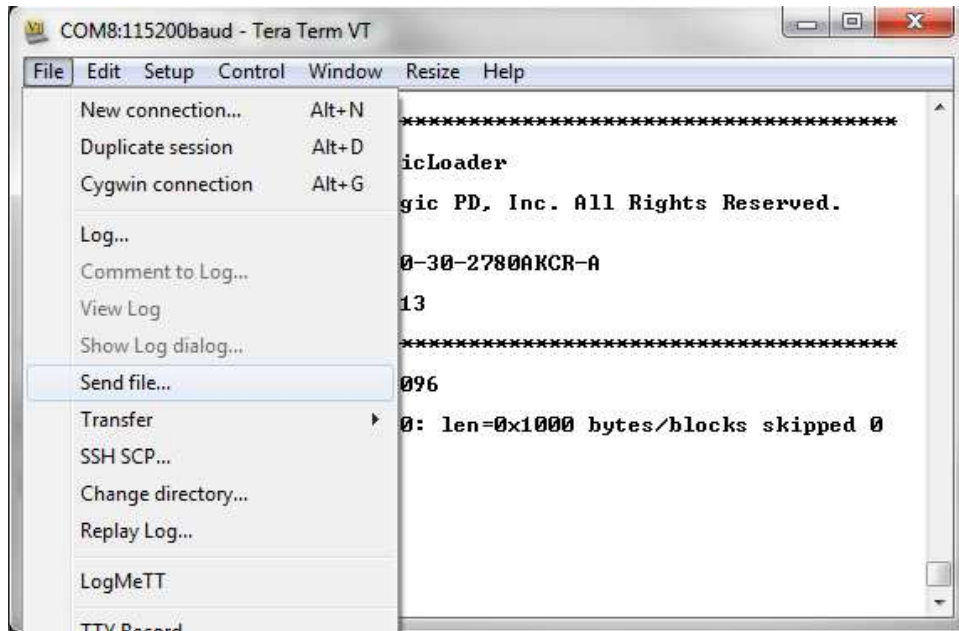 COM8:115200baud - Tera Term VT
File Edit Setup Control Window Resize Help
New connection... Alt+N
Duplicate session Alt+D
Cygwin connection Alt+G
Log...
Comment to Log...
View Log
Show Log dialog...
Send file...
Transfer
SSH SCP...
Change directory...
Replay Log...
LogMeTT
TTY Record
*************************************
icLoader
gic PD, Inc. All Rights Reserved.
0-30-2780AKCR-A
13
*************************************
096
0: len=0x1000 bytes/blocks skipped 0